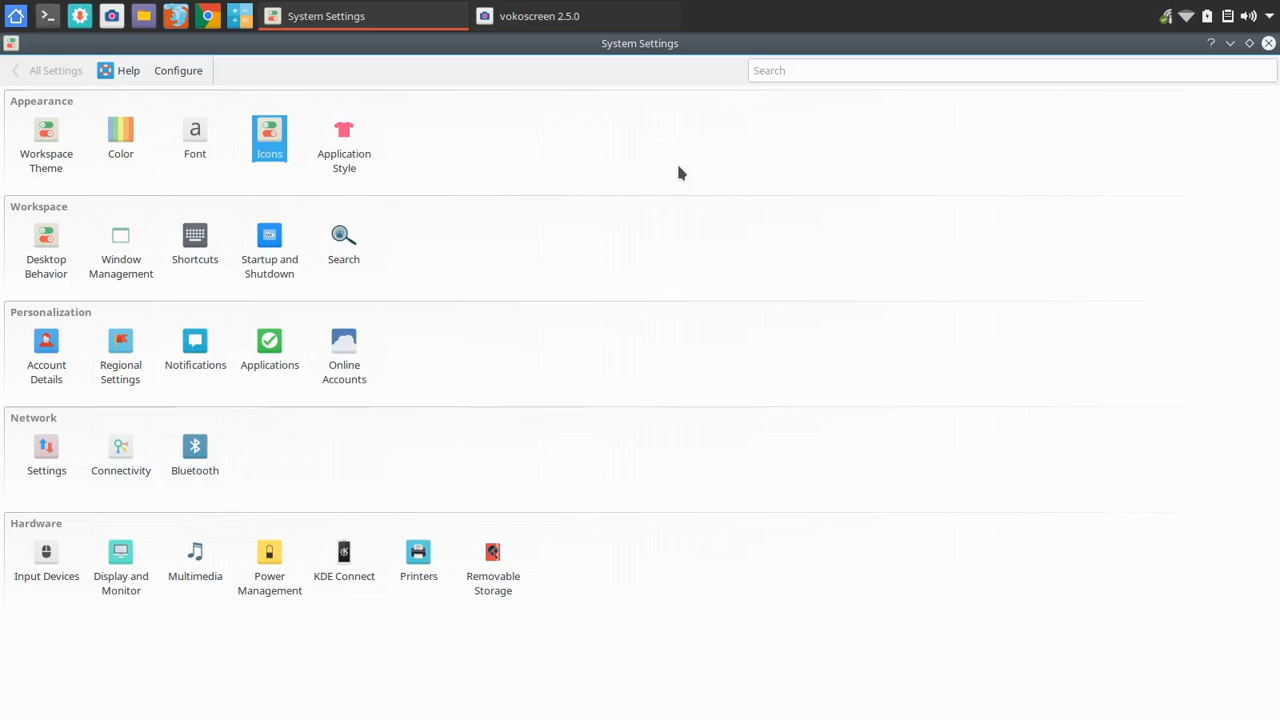 System Settings
vokoscreen 2.5.0
System Settings
All Settings
Help
Configure
Search
Appearance
Workspace
Theme
Color
Font
Icons
Application
Style
Workspace
Desktop
Behavior
Window
Management
Shortcuts
Startup and
Shutdown
Search
Personalization
Account
Details
Regional
Settings
Notifications
Applications
Online
Accounts
Network
Settings
Connectivity
Bluetooth
Hardware
Input Devices
Display and
Monitor
Multimedia
Power
Management
KDE Connect
Printers
Removable
Storage